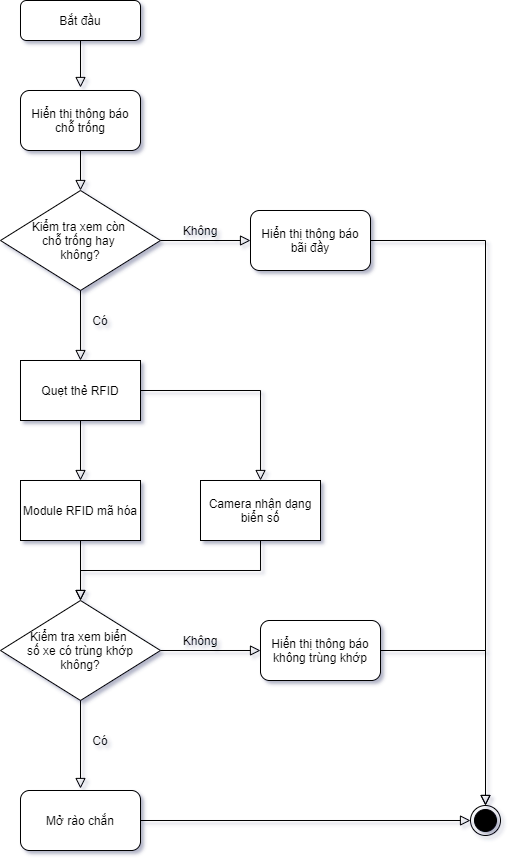 Bắt đầu
Hiển thị thông báo
chỗ trống
Kiểm tra xem còn
chỗ trống hay
không?
Không
Hiển thị thông báo
bãi đầy
Có
Quẹt thẻ RFID
Module RFID mã hóa
Camera nhận dạng
biển số
Kiểm tra xem biển
số xe có trùng khớp
không?
Không
Hiển thị thông báo
không trùng khớp
Có
Mở rào chắn